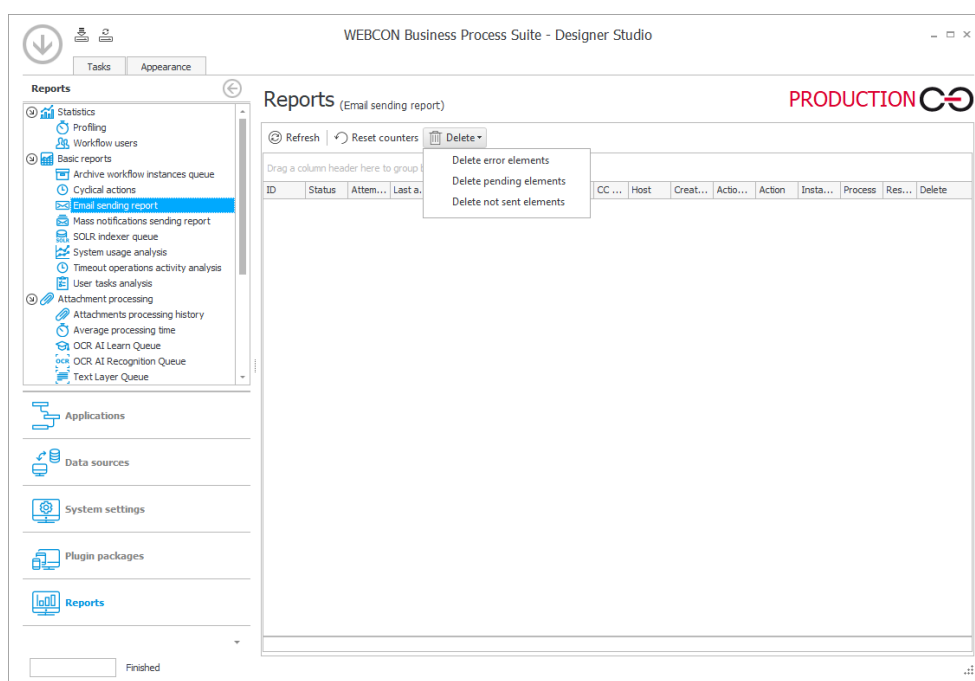 WEBCON Business Process Suite - Designer Studio
Tasks Appearance
Reports
Statistics
Profiling
Workflow users
Basic reports
Archive workflow instances queue
Cyclical actions
Email sending report
Mass notifications sending report
SOLR
SOLR indexer queue
System usage analysis
Timeout operations activity analysis
User tasks analysis
Attachment processing
Attachments processing history
Average processing time
OCR AI Learn Queue
OCR
OCR AI Recognition Queue
Text Layer Queue
Applications
Data sources
System settings
Plugin packages
Reports
Finished
Reports (Email sending report)
PRODUCTION
Refresh Reset counters Delete
Delete error elements
Delete pending elements
Delete not sent elements
Drag a column header here to group
ID Status Attem... Last a. CC ... Host Creat... Actio... Action Insta... Process Res... Delete